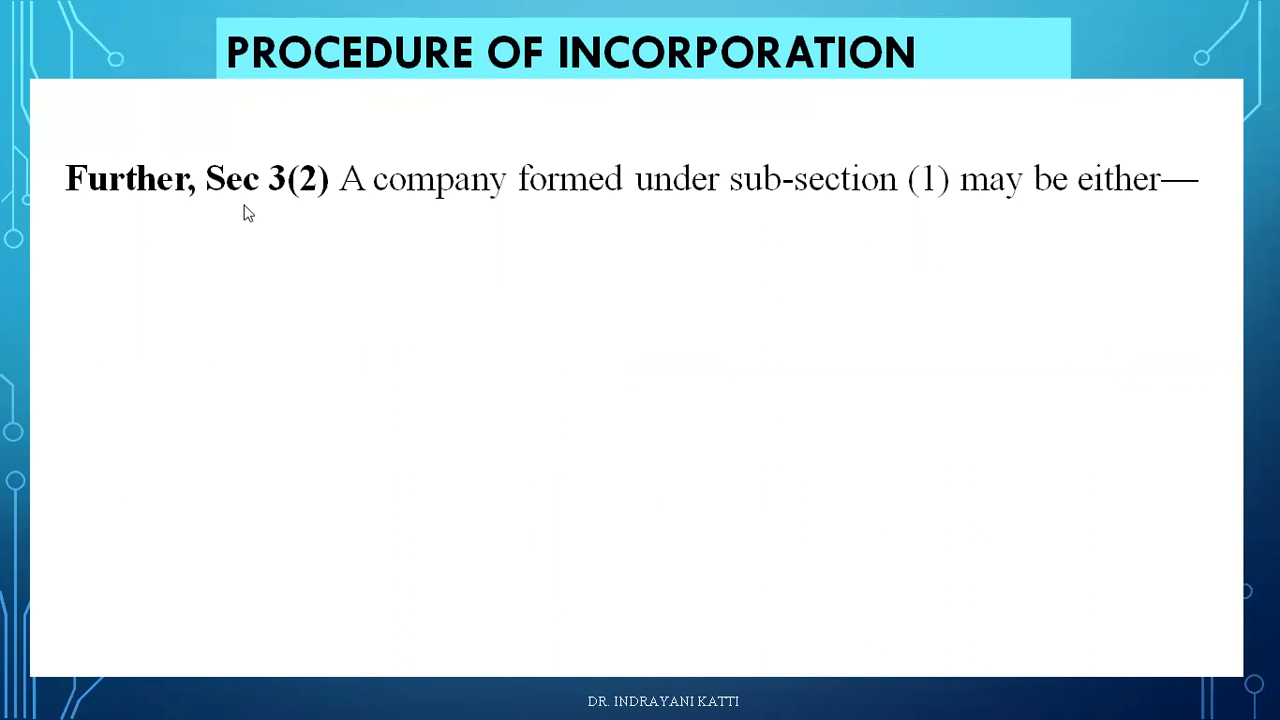 PROCEDURE OF INCORPORATION
Further, Sec 3(2) A company formed under sub-section (1) may be either—
DR. INDRAYANI KATTI